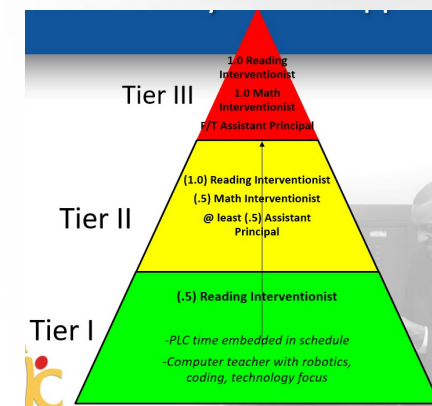 1.0 Reading
Interventionist
1.0 Math
Interventionist
F/T Assistant Principal
Tier III
(1.0) Reading Interventionist
(.5) Math Interventionist
@ least (.5) Assistant
Principal
Tier II
(.5) Reading Interventionist
Tier I
-PLC time embedded in schedule
-Computer teacher with robotics,
coding, technology focus